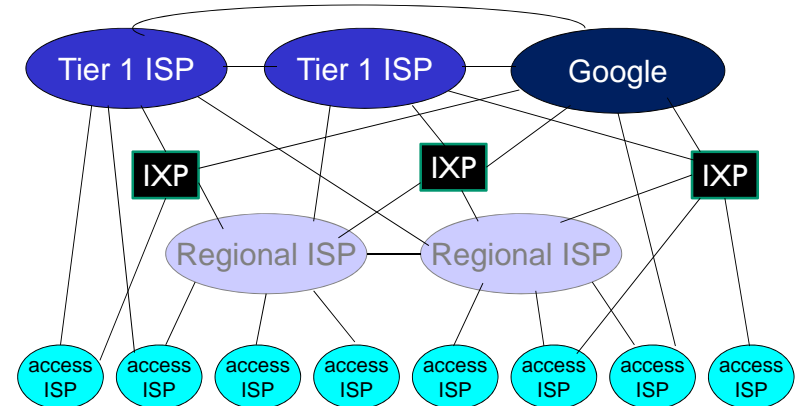 Tier 1 ISP
Tier 1 ISP
Google
IXP
IXP
IXP
Regional ISP
Regional ISP
access
ISP
access
ISP
access
ISP
access
ISP
access
ISP
access
ISP
access
ISP
access
ISP